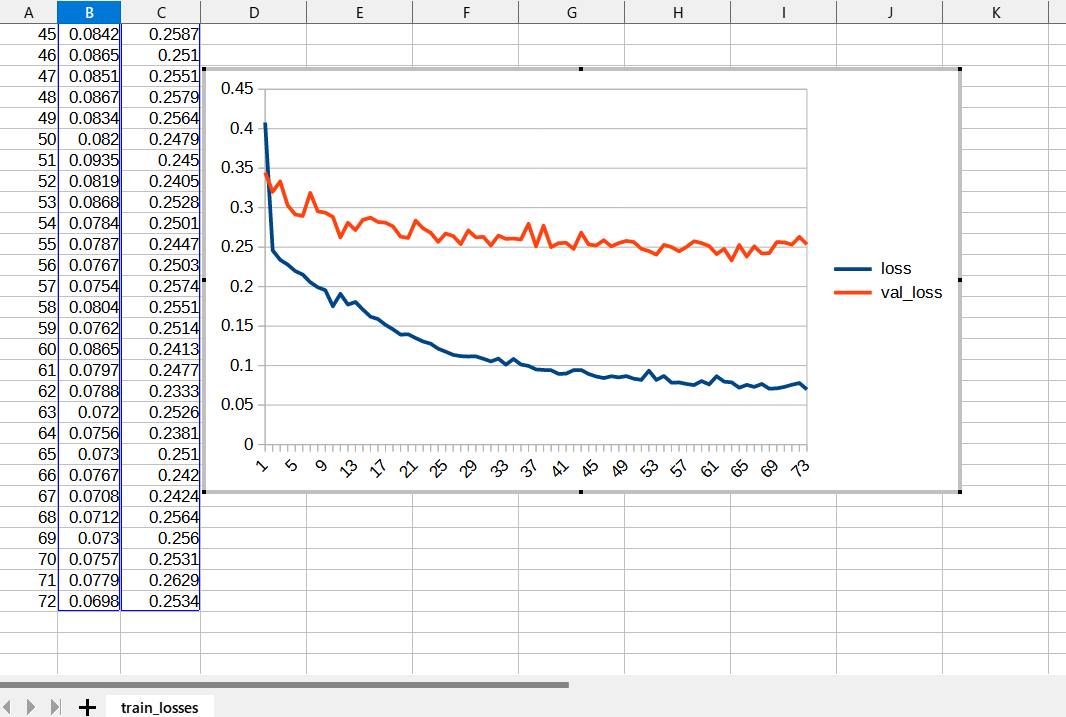 A B C D E F G H I J K
45 0.0842 0.2587
46 0.0865 0.251
47 0.0851 0.2551
48 0.0867 0.2579
49 0.0834 0.2564
50 0.082 0.2479
51 0.0935 0.245
52 0.0819 0.2405
53 0.0868 0.2528
54 0.0784 0.2501
55 0.0787 0.2447
56 0.0767 0.2503
57 0.0754 0.2574
58 0.0804 0.2551
59 0.0762 0.2514
60 0.0865 0.2413
61 0.0797 0.2477
62 0.0788 0.2333
63 0.072 0.2526
64 0.0756 0.2381
65 0.073 0.251
66 0.0767 0.242
67 0.0708 0.2424
68 0.0712 0.2564
69 0.073 0.256
70 0.0757 0.2531
71 0.0779 0.2629
72 0.0698 0.2534
0.45
0.4
0.35
0.3
0.25
0.2
0.15
0.1
0.05
0
1 5 9 13 17 21 25 29 33 37 41 45 49 53 57 61 65 69 73
loss
val_loss
train_losses